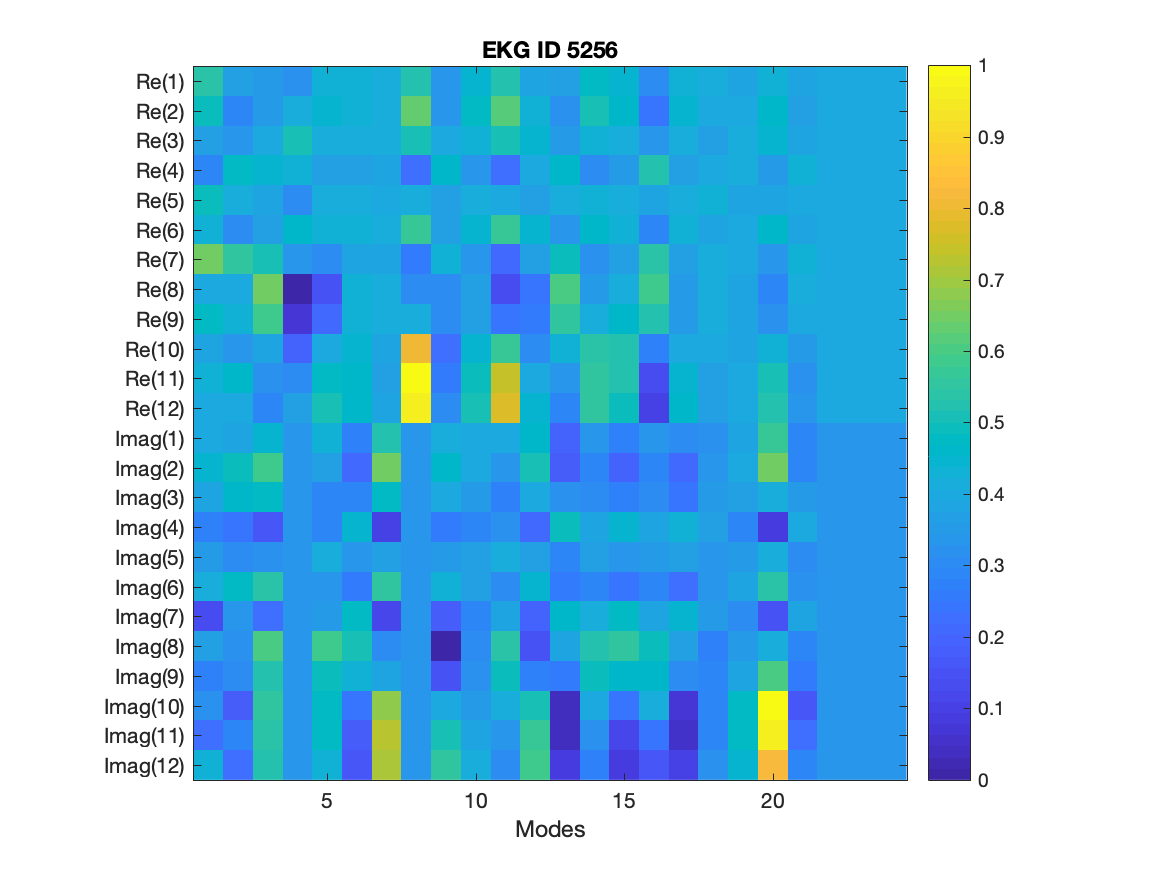 EKG ID 5256
Re(1)
Re(2)
Re(3)
Re(4)
Re(5)
Re(6)
Re(7)
Re(8)
Re(9)
Re(10)
Re(11)
Re(12)
Imag(1)
Imag(2)
Imag(3)
Imag(4)
Imag(5)
Imag(6)
Imag(7)
Imag(8)
Imag(9)
Imag(10)
Imag(11)
Imag(12)
5 10 15 20
Modes
1
0.9
0.8
0.7
0.6
0.5
0.4
0.3
0.2
0.1
0